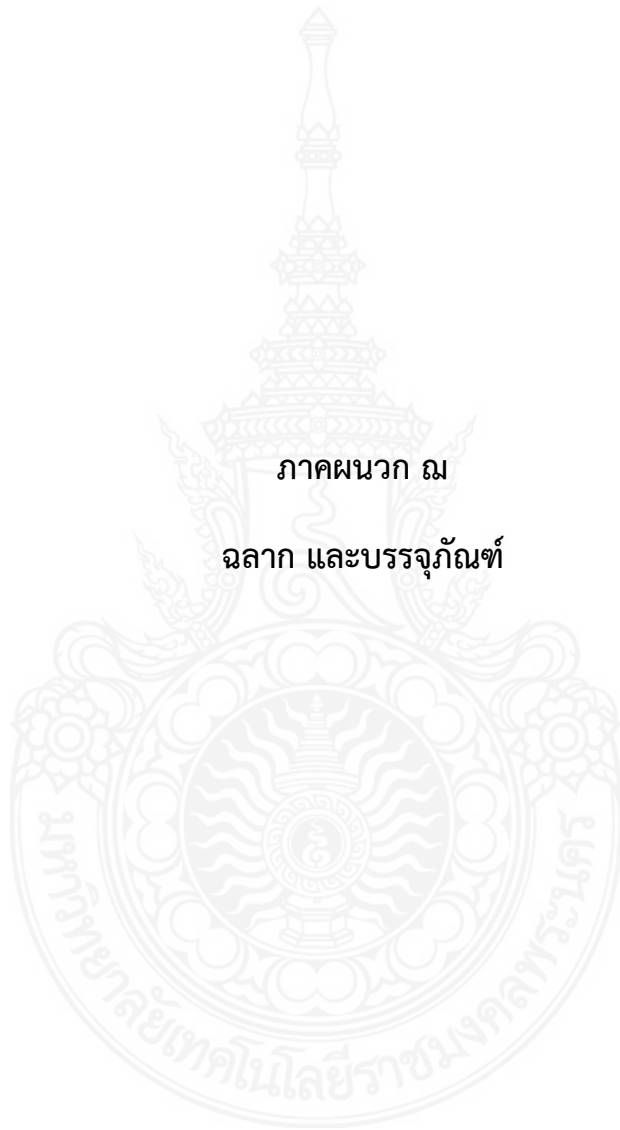 ภาคผนวก ฌ
ฉลาก และบรรจุภัณฑ์
มหาวิทยาลัยเทคโนโลยีราชมงคลพระนคร